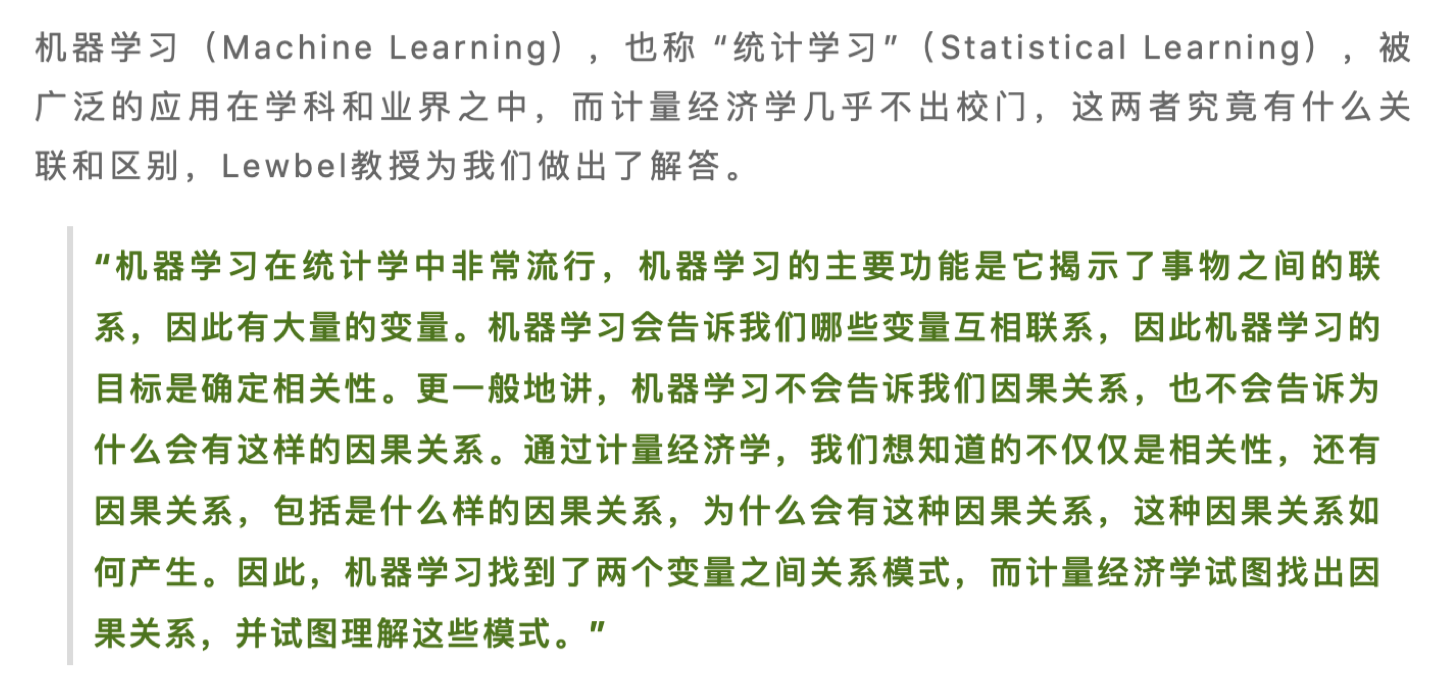 机器学习（Machine Learning），也称“统计学习”（Statistical Learning），被
广泛的应用在学科和业界之中，而计量经济学几乎不出校门，这两者究竟有什么关
联和区别，Lewbel教授为我们做出了解答。
“机器学习在统计学中非常流行，机器学习的主要功能是它揭示了事物之间的联
系，因此有大量的变量。机器学习会告诉我们哪些变量互相联系，因此机器学习的
目标是确定相关性。更一般地讲，机器学习不会告诉我们因果关系，也不会告诉为
什么会有这样的因果关系。通过计量经济学，我们想知道的不仅仅是相关性，还有
因果关系，包括是什么样的因果关系，为什么会有这种因果关系，这种因果关系如
何产生。因此，机器学习找到了两个变量之间关系模式，而计量经济学试图找出因
果关系，并试图理解这些模式。”